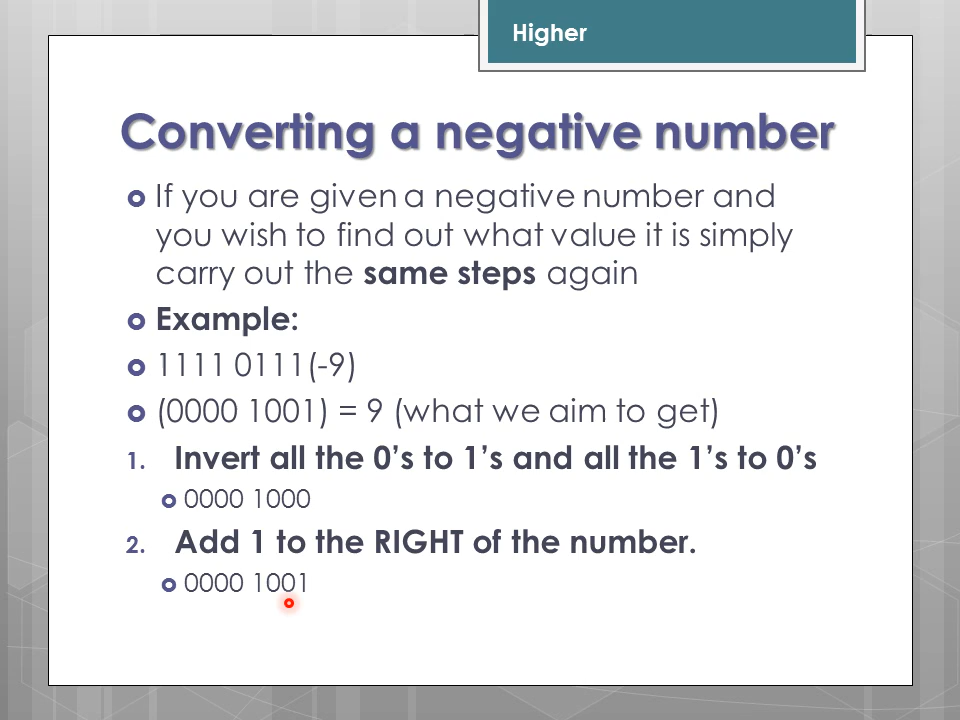 Higher
Converting a negative number
If you are given a negative number and
you wish to find out what value it is simply
carry out the same steps again
Example:
1111 0111(-9)
(0000 1001) = 9 (what we aim to get)
1. Invert all the 0's to 1's and all the 1's to 0's
0000 1000
2. Add 1 to the RIGHT of the number.
0000 1001